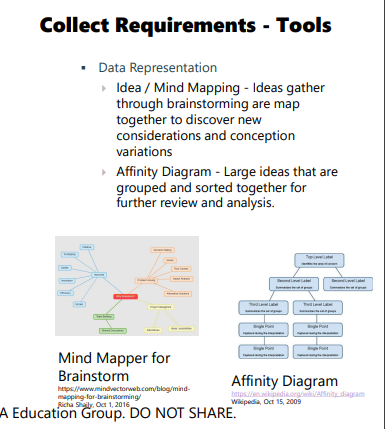 Collect Requirements - Tools
Data Representation
Idea / Mind Mapping - Ideas gather
through brainstorming are map
together to discover new
considerations and conception
variations
Affinity Diagram - Large ideas that are
grouped and sorted together for
further review and analysis.
Top Level Label
Second Level Label
Second Level Label
Third Level Label
Third Level Label
Single Point
Single Point
Single Point
Single Point
Mind Mapper for
Brainstorm
https://www.mindvectorweb.com/blog/mind-
mapping-for-brainstorming/
Richa Shaily, Oct 1, 2016
Affinity Diagram
https://en.wikipedia.org/wiki/Affinity_diagram
Wikipedia, Oct 15, 2009
A Education Group. DO NOT SHARE.